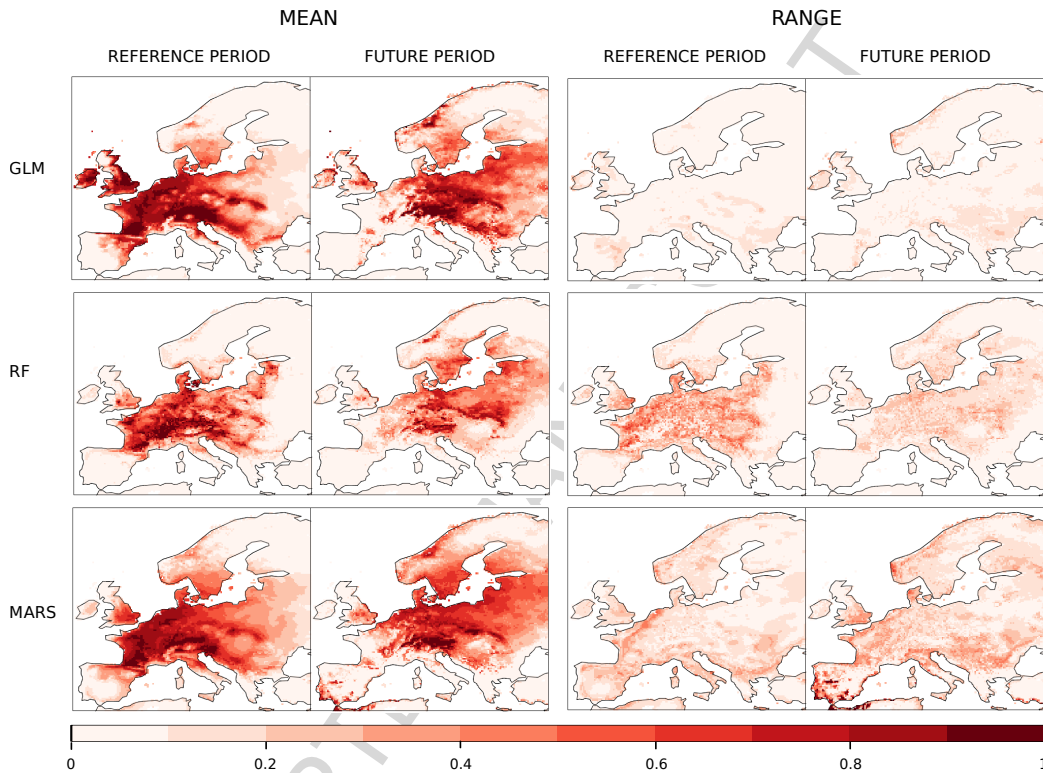 MEAN RANGE
REFERENCE PERIOD FUTURE PERIOD REFERENCE PERIOD FUTURE PERIOD
GLM
RF
MARS
0 0.2 0.4 0.6 0.8 1